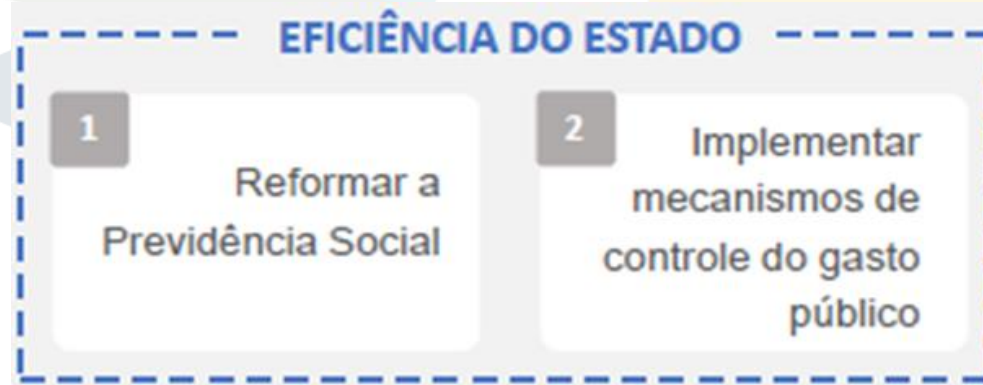 EFICIÊNCIA DO ESTADO
1
Reformar a
Previdência Social
2
Implementar
mecanismos de
controle do gasto
público